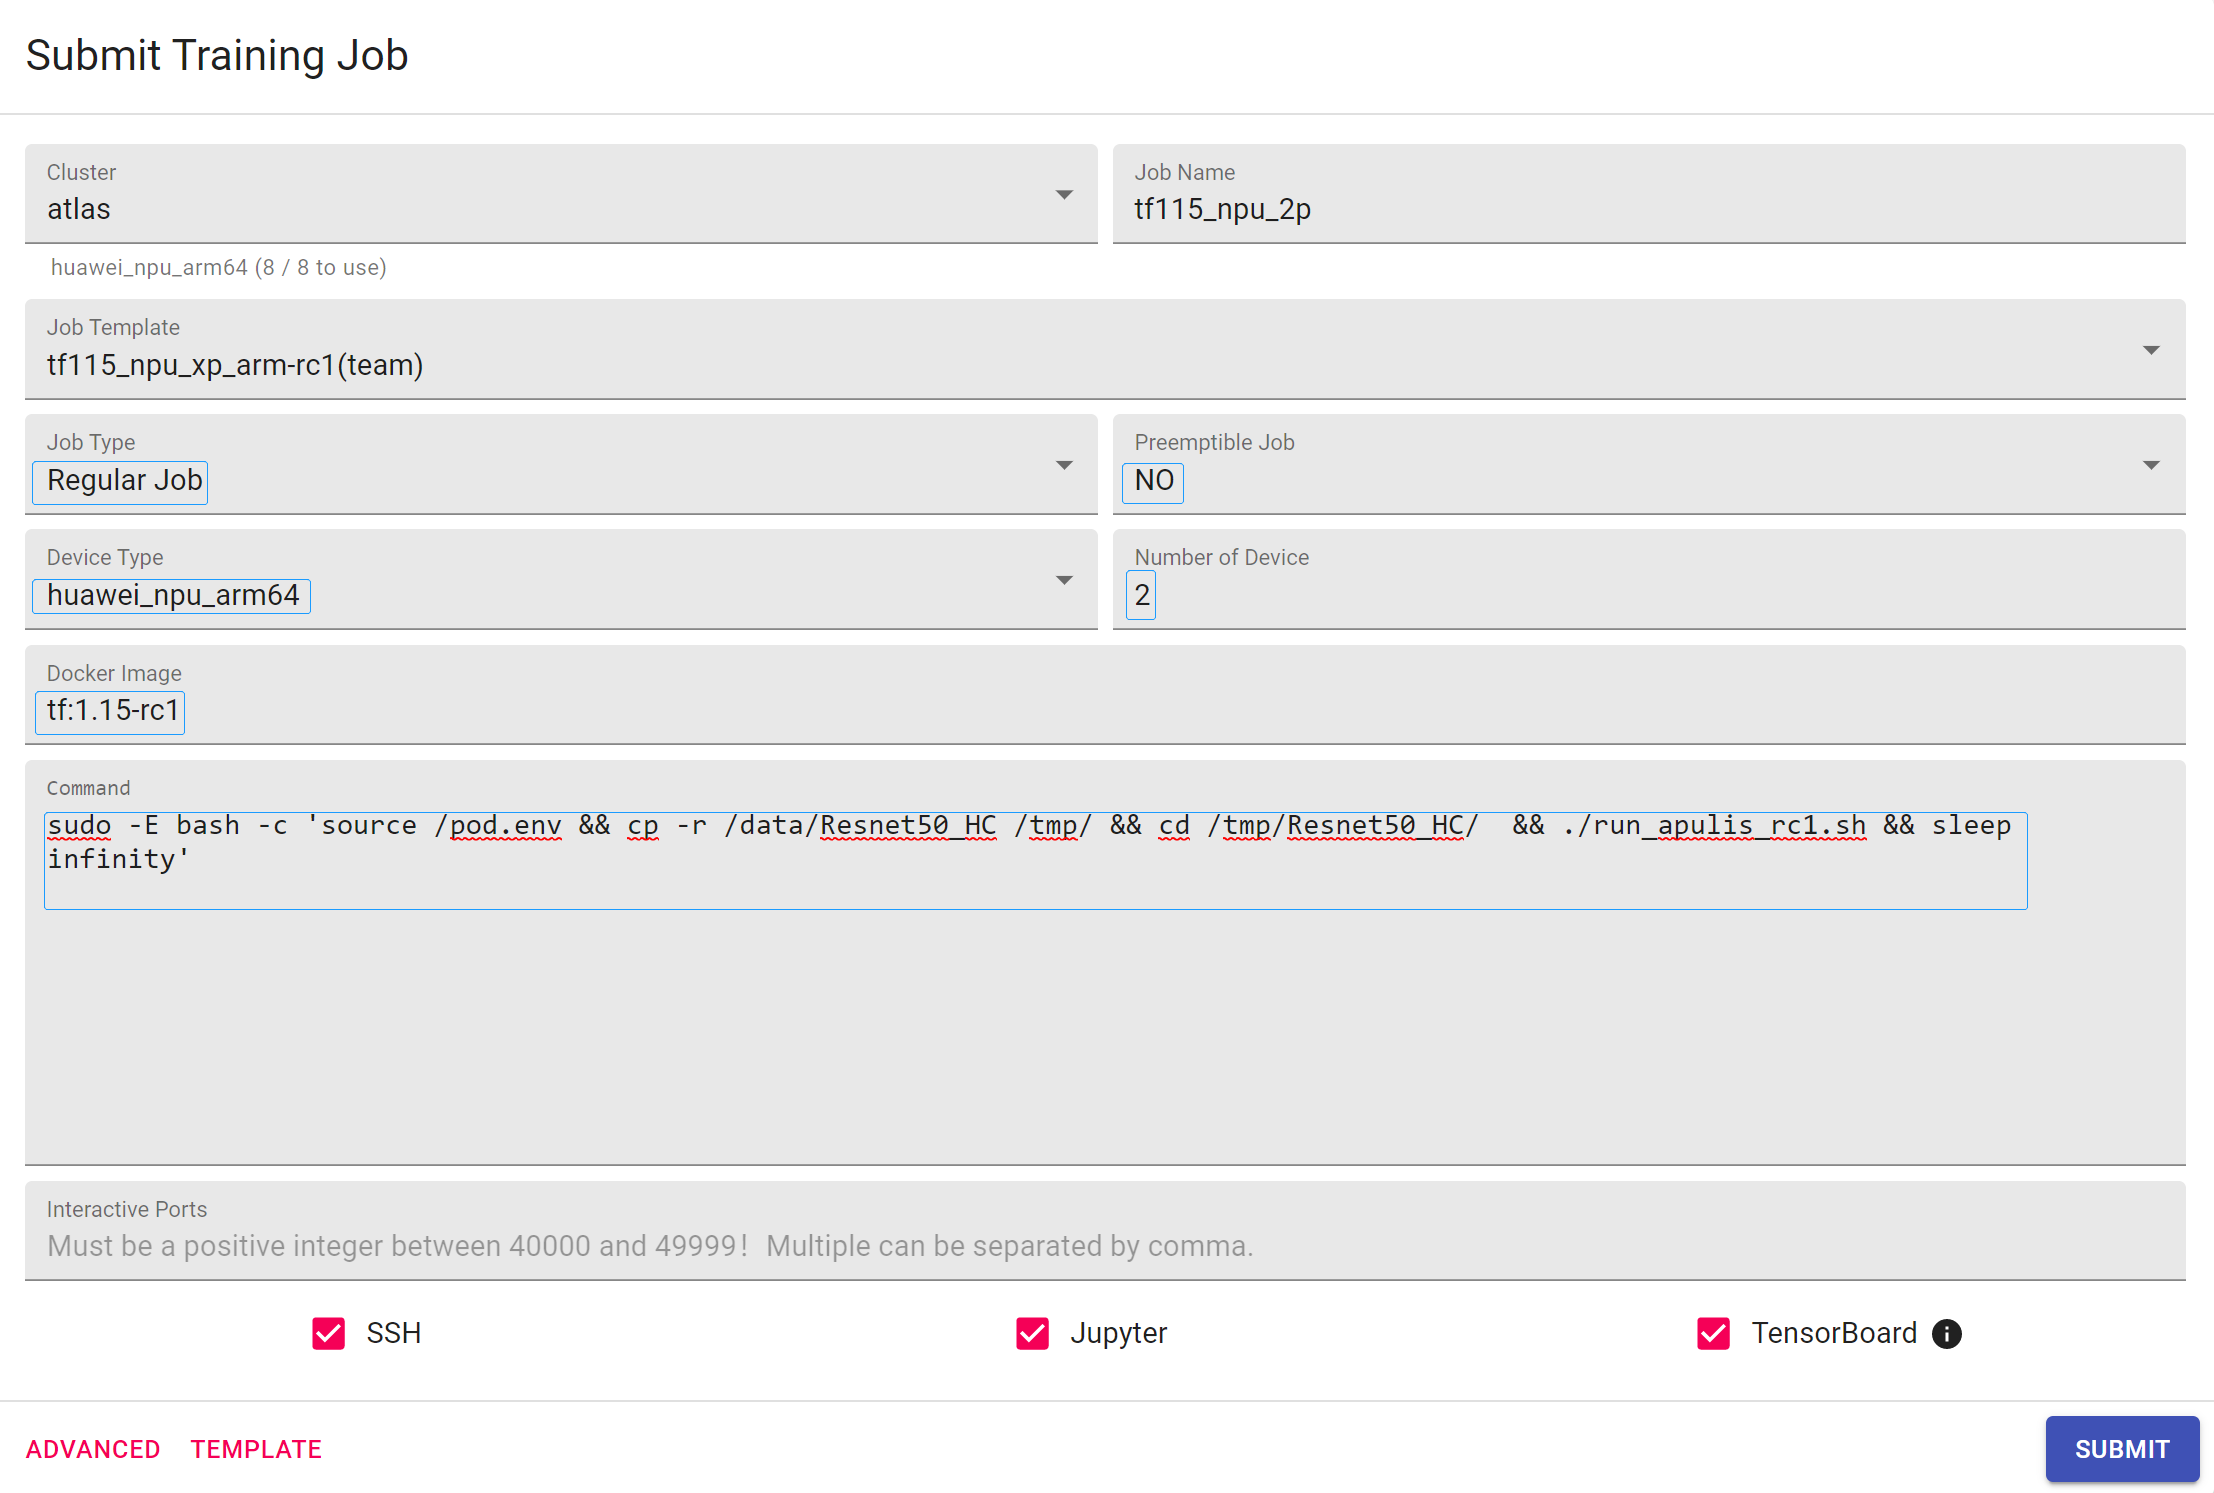 Submit Training Job
Cluster
atlas
Job Name
tf115_npu_2p
huawei_npu_arm64 (8 / 8 to use)
Job Template
tf115_npu_xp_arm-rc1(team)
Job Type
Regular Job
Preemptible Job
NO
Device Type
huawei_npu_arm64
Number of Device
2
Docker Image
tf:1.15-rc1
Command
sudo -E bash -c 'source /pod.env && cp -r /data/Resnet50_HC /tmp/ && cd /tmp/Resnet50_HC/  && ./run_apulis_rc1.sh && sleep
infinity'
Interactive Ports
Must be a positive integer between 40000 and 49999！ Multiple can be separated by comma.
SSH
Jupyter
TensorBoard
ADVANCED
TEMPLATE
SUBMIT